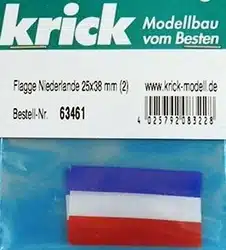 krick
Modellbau
vom Besten
Flagge Niederlande 25x38 mm (2)
www.krick-modell.de
Bestell-Nr. 63461
4 025792 083228